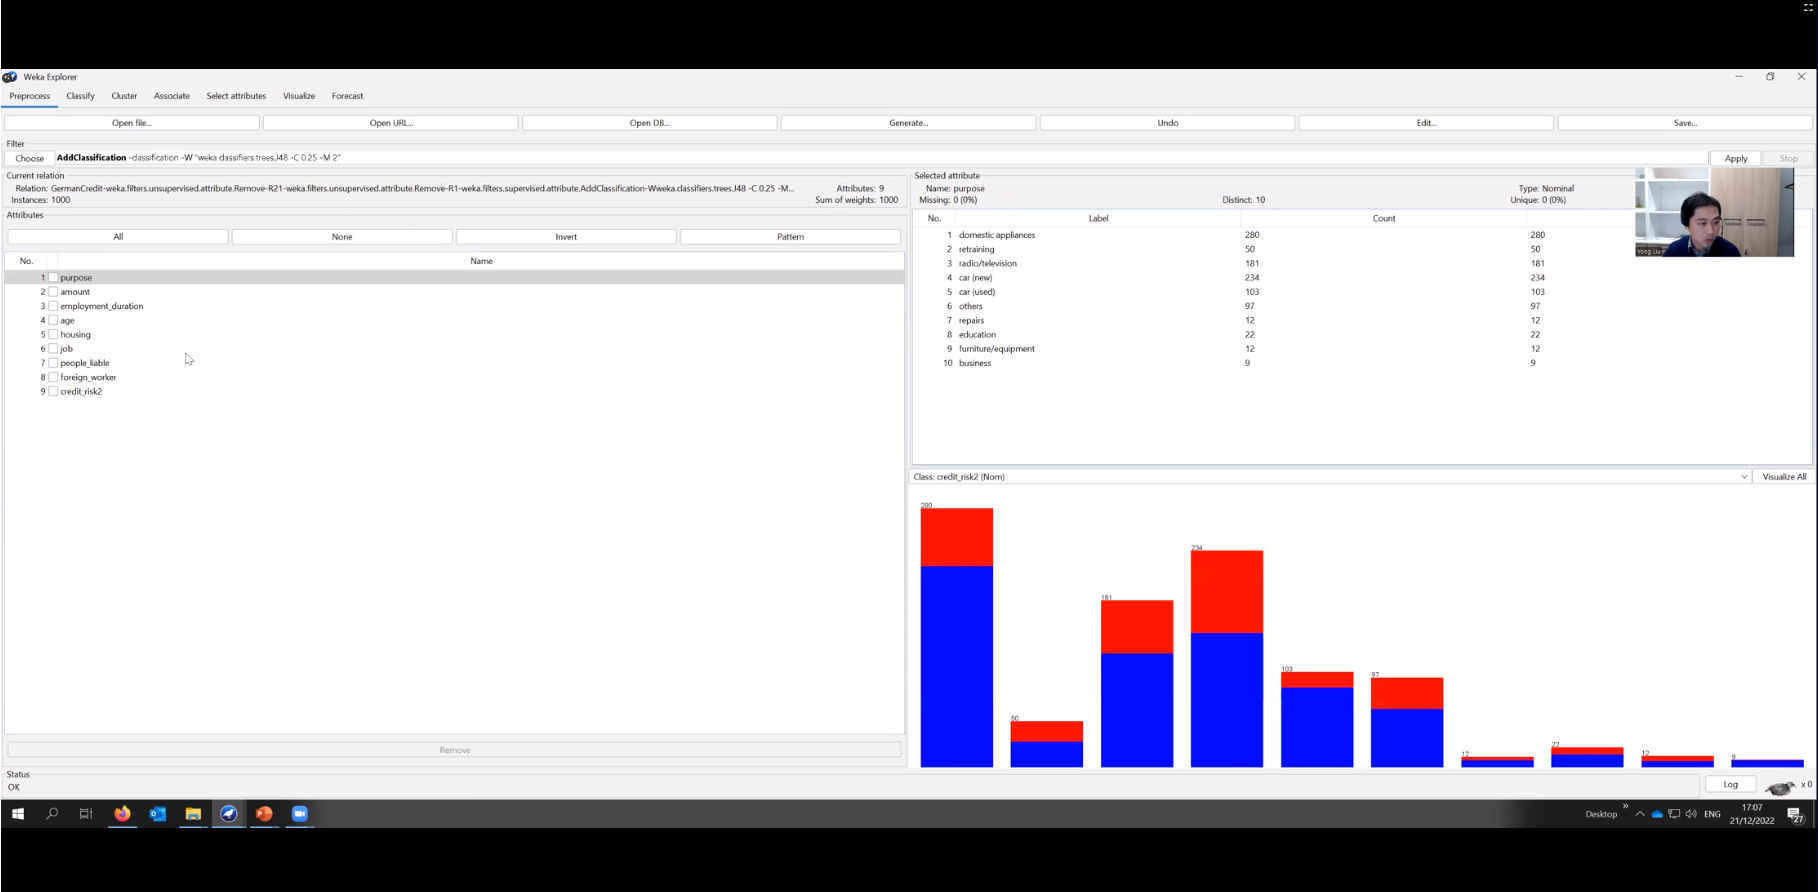 Weka Explorer
Preprocess Classify Cluster Associate Select attributes Visualize Forecast
Open file... Open URL... Open DB... Generate... Undo Edit... Save...
Filter
Choose AddClassification -classification -W "weka.classifiers.trees.J48 -C 0.25 -M 2" Apply Stop
Current relation
Relation: GermanCredit-weka.filters.unsupervised.attribute.Remove-R21-weka.filters.unsupervised.attribute.Remove-R1-weka.filters.supervised.attribute.AddClassification-Wweka.classifiers.trees.J48 -C 0.25 -M... Attributes: 9
Instances: 1000 Sum of weights: 1000
Attributes
All None Invert Pattern
No. Name
1 purpose
2 amount
3 employment_duration
4 age
5 housing
6 job
7 people_liable
8 foreign_worker
9 credit_risk2
Remove
Selected attribute
Name: purpose Type: Nominal
Missing: 0 (0%) Distinct: 10 Unique: 0 (0%)
No. Label Count
1 domestic appliances 280 280
2 retraining 50 50
3 radio/television 181 181
4 car (new) 234 234
5 car (used) 103 103
6 others 97 97
7 repairs 12 12
8 education 22 22
9 furniture/equipment 12 12
10 business 9 9
Class: credit_risk2 (Nom) Visualize All
280
50
181
234
103
97
12
22
12
9
Status
OK
Log x 0
Desktop ENG
17:07
21/12/2022
27